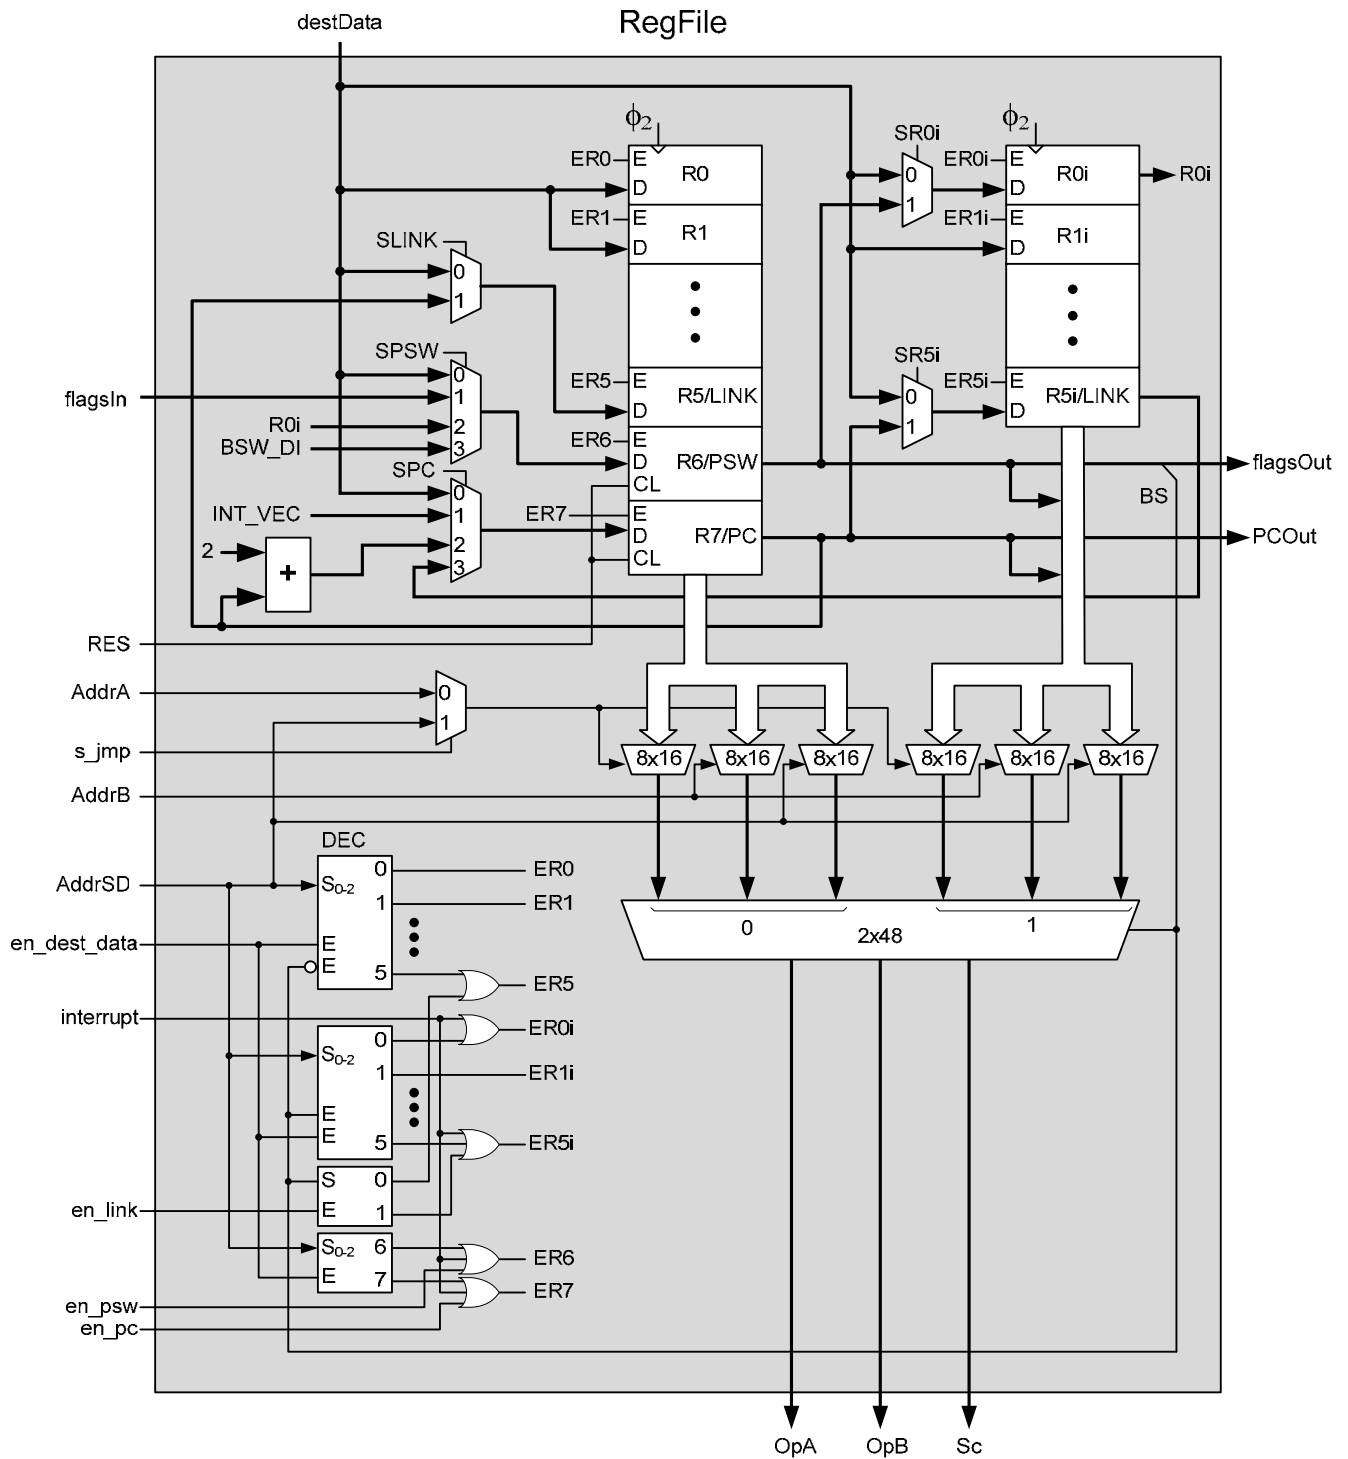 destData
RegFile
ϕ2
ϕ2
SR0i
ER0 E R0
D
ER0i E R0i
D
R0i
0
1
ER1 E R1
D
ER1i E R1i
D
SLINK
0
1
SPSW
0
1
2
3
flagsIn
R0i
BSW_DI
SR5i
0
1
ER5 E R5/LINK
D
ER5i E R5i/LINK
D
ER6 E
D R6/PSW
CL
flagsOut
BS
SPC
0
1
2
3
INT_VEC
2
+
ER7 E
D R7/PC
CL
PCOut
RES
AddrA
0
1
s_jmp
8x16 8x16 8x16 8x16 8x16 8x16
AddrB
DEC
AddrSD
S0-2 0 ER0
1 ER1
en_dest_data
E
E 5 ER5
0 2x48 1
interrupt
0 ER0i
S0-2
1 ER1i
E
E 5 ER5i
S 0
en_link
E 1
S0-2 6 ER6
E 7 ER7
en_psw
en_pc
OpA OpB Sc